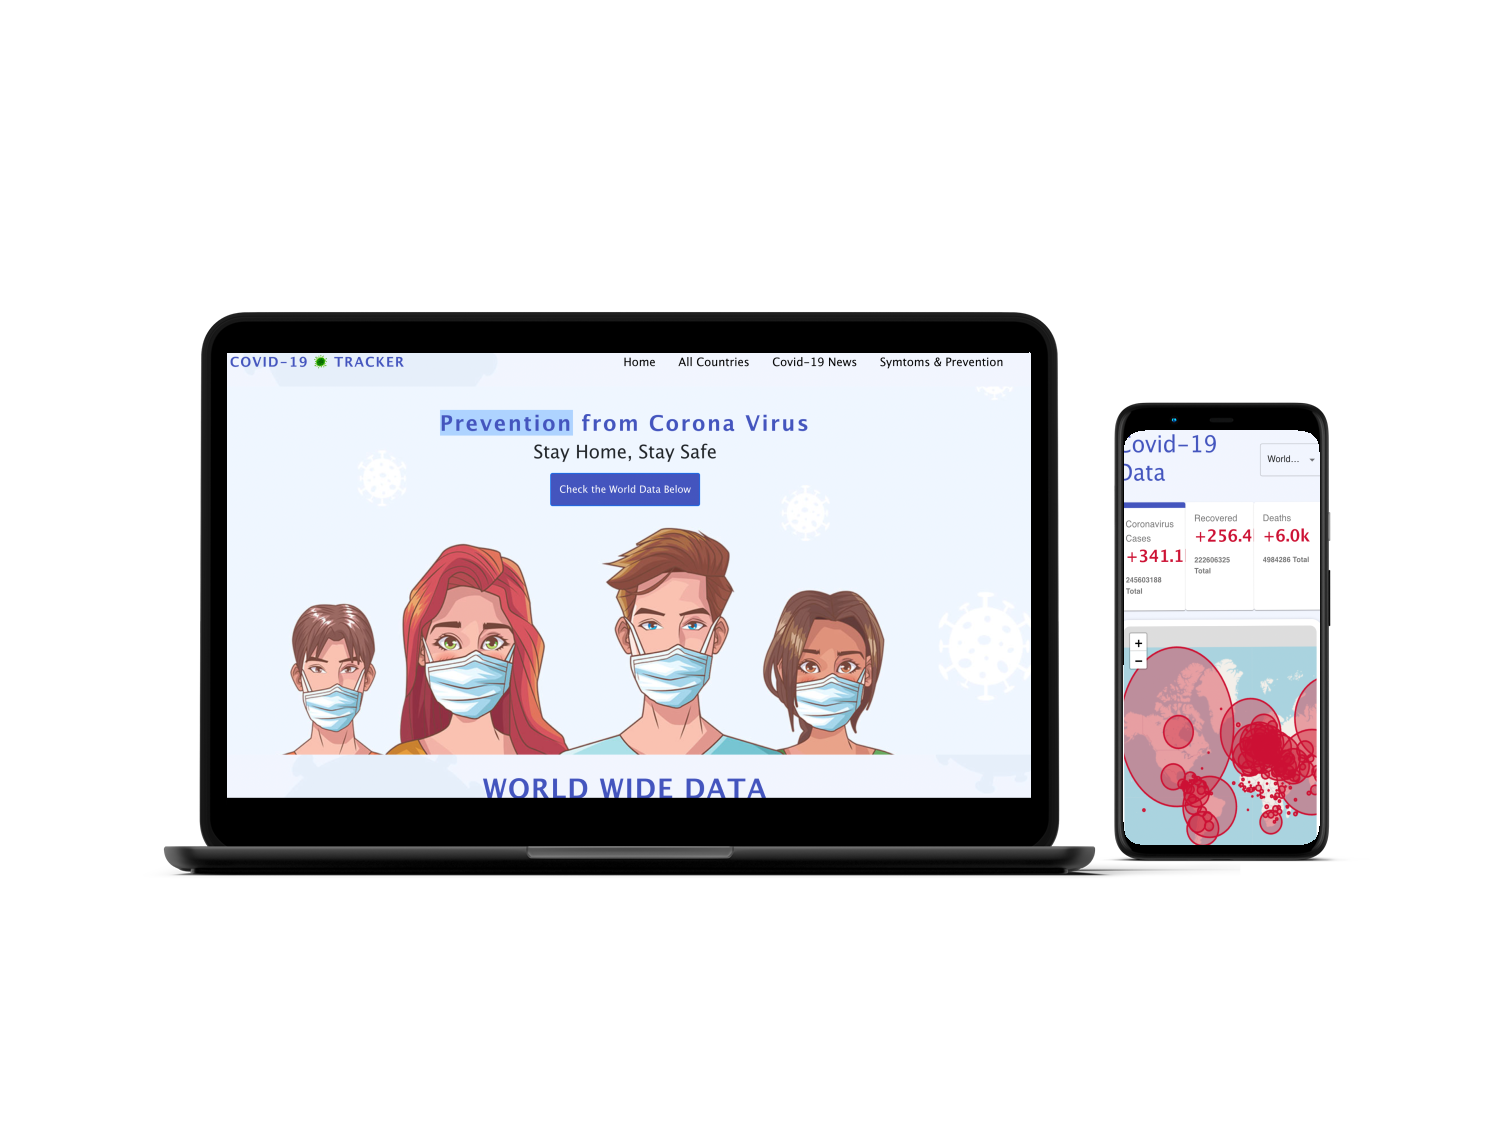 COVID-19 TRACKER
Home All Countries Covid-19 News Symtoms & Prevention
Prevention from Corona Virus
Stay Home, Stay Safe
Check the World Data Below
WORLD WIDE DATA
Covid-19
Data
World...
Coronavirus
Cases
+341.1
245603188
Total
Recovered
+256.4
222606325
Total
Deaths
+6.0k
4984286 Total
+
−